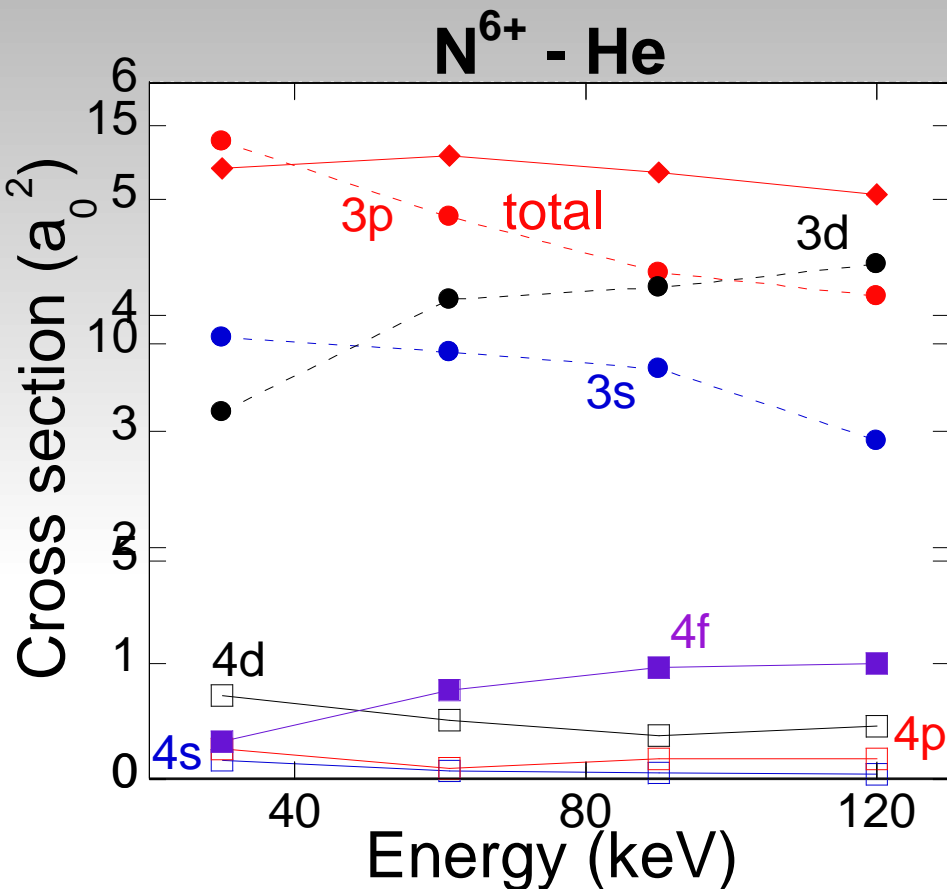 N⁶⁺ - He
Cross section (a₀²)
6
15
5
4
10
3
2
5
1
0
3p
total
3d
3s
4f
4d
4s
4p
40
80
120
Energy (keV)